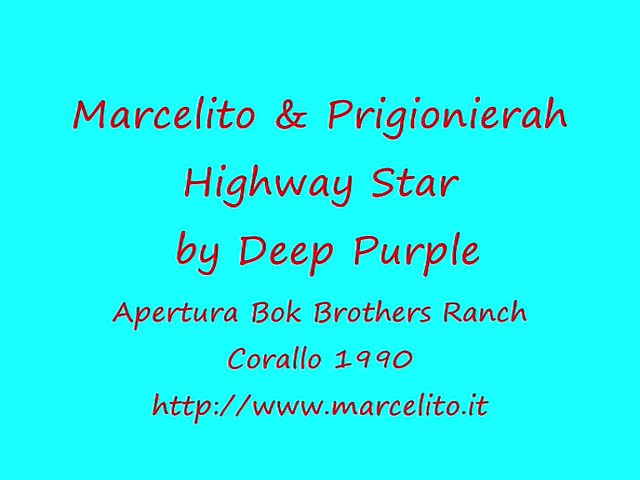 Marcelito & Prigionierah
Highway Star
by Deep Purple
Apertura Bok Brothers Ranch
Corallo 1990
http://www.marcelito.it